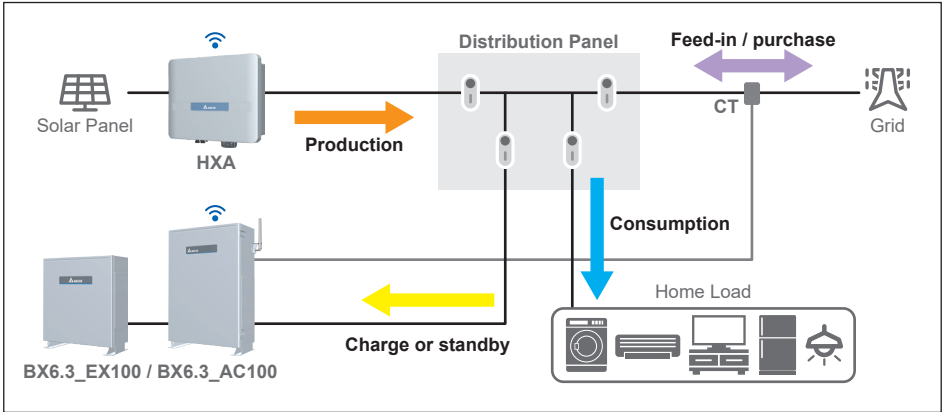 Distribution Panel
Feed-in / purchase
Solar Panel
HXA
Production
CT
Grid
Consumption
Home Load
Charge or standby
BX6.3_EX100 / BX6.3_AC100